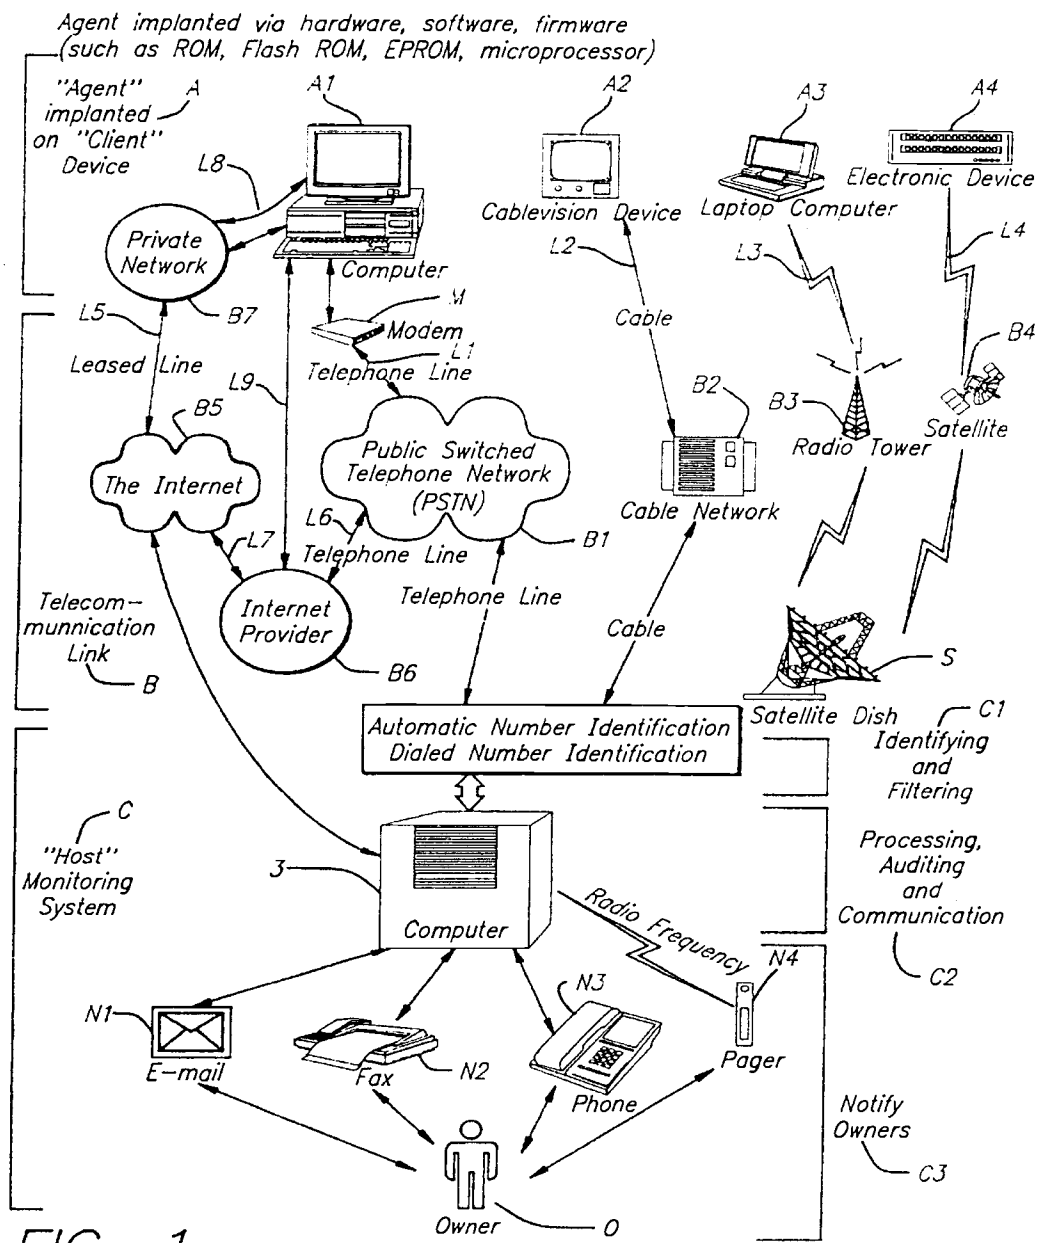 Agent implanted via hardware, software, firmware
(such as ROM, Flash ROM, EPROM, microprocessor)
"Agent"
implanted
on "Client"
Device
A
A1
A2
A3
A4
L8
Private
Network
Computer
Cablevision Device
Laptop Computer
Electronic Device
L2
L3
L4
L5
B7
M
Modem
L1
Telephone Line
Cable
B4
Leased Line
L9
B5
B2
B3
Radio Tower
Satellite
The Internet
Public Switched
Telephone Network
(PSTN)
Cable Network
L7
L6
Telephone Line
B1
Telephone Line
Internet
Provider
B6
Cable
Telecom-
munnication
Link
B
S
Satellite Dish
Automatic Number Identification
Dialed Number Identification
C1
Identifying
and
Filtering
C
"Host"
Monitoring
System
3
Computer
Processing,
Auditing
and
Communication
C2
Radio Frequency
N1
E-mail
N2
Fax
N3
Phone
N4
Pager
Notify
Owners
C3
Owner
O
FIG. 1